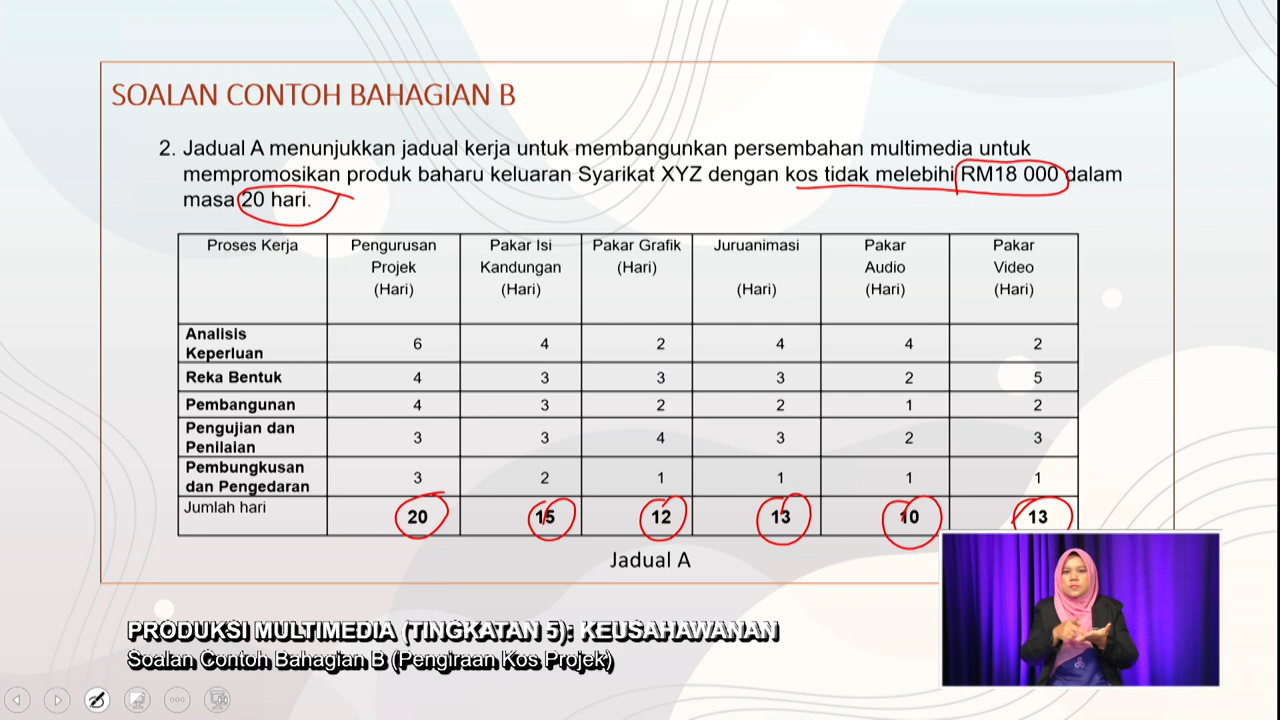 SOALAN CONTOH BAHAGIAN B
2. Jadual A menunjukkan jadual kerja untuk membangunkan persembahan multimedia untuk
mempromosikan produk baharu keluaran Syarikat XYZ dengan kos tidak melebihi RM18 000 dalam
masa 20 hari.
Proses Kerja Pengurusan Projek (Hari) Pakar Isi Kandungan (Hari) Pakar Grafik (Hari) Juruanimasi (Hari) Pakar Audio (Hari) Pakar Video (Hari)
Analisis Keperluan 6 4 2 4 4 2
Reka Bentuk 4 3 3 3 2 5
Pembangunan 4 3 2 2 1 2
Pengujian dan Penilaian 3 3 4 3 2 3
Pembungkusan dan Pengedaran 3 2 1 1 1 1
Jumlah hari 20 15 12 13 10 13
Jadual A
PRODUKSI MULTIMEDIA (TINGKATAN 5): KEUSAHAWANAN
Soalan Contoh Bahagian B (Pengiraan Kos Projek)